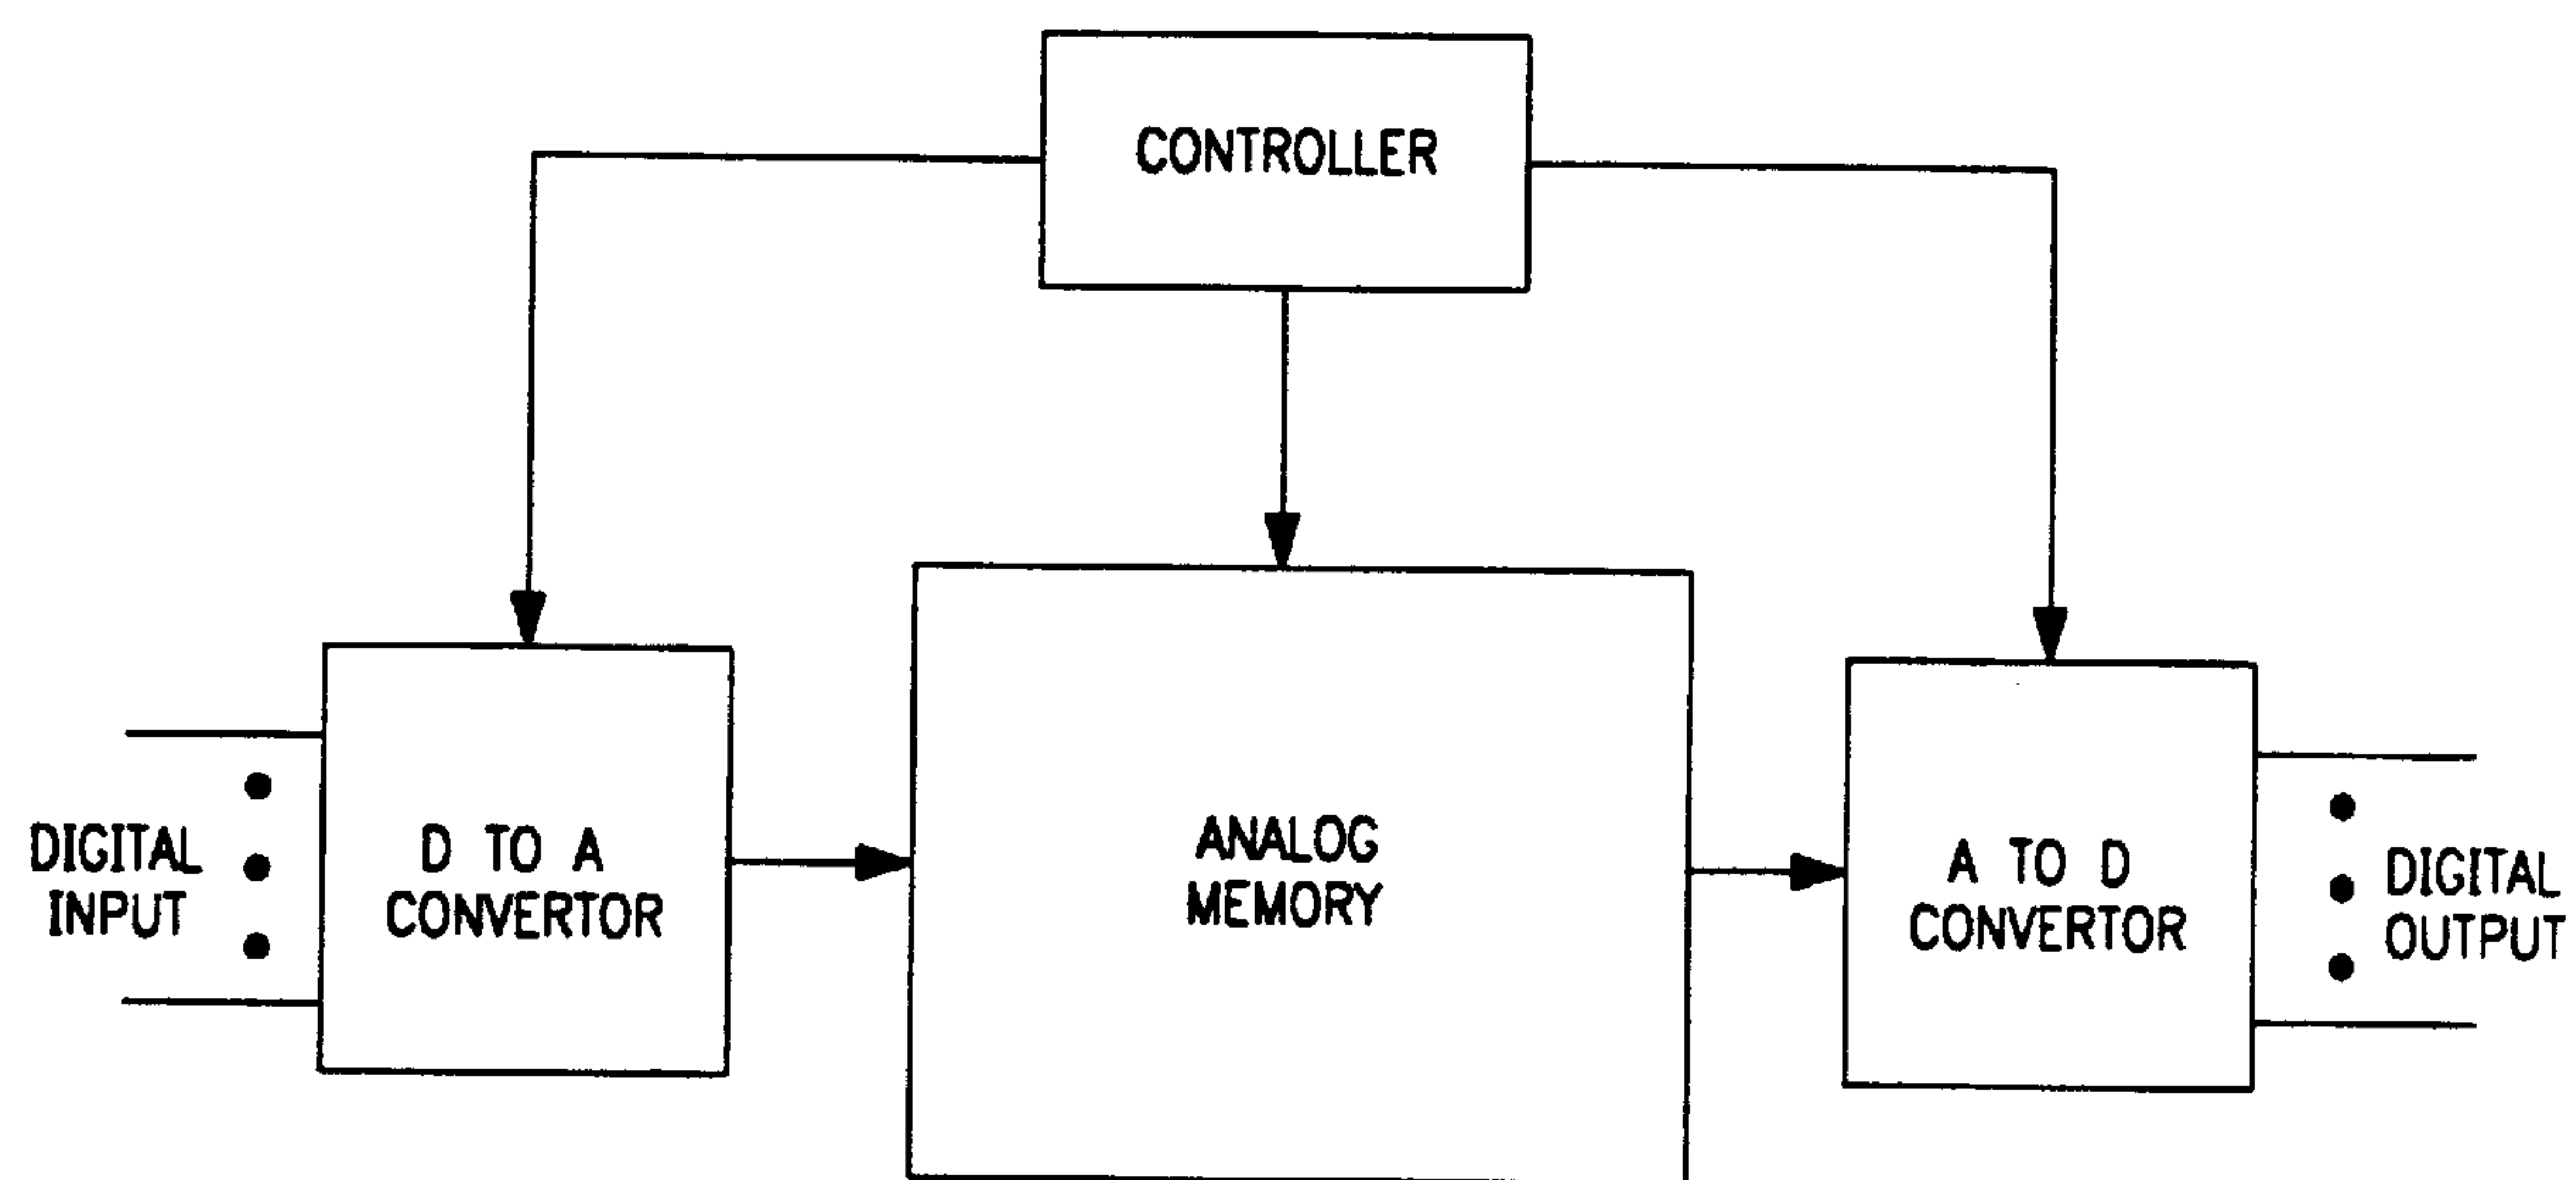 CONTROLLER
DIGITAL
INPUT
D TO A
CONVERTOR
ANALOG
MEMORY
A TO D
CONVERTOR
DIGITAL
OUTPUT